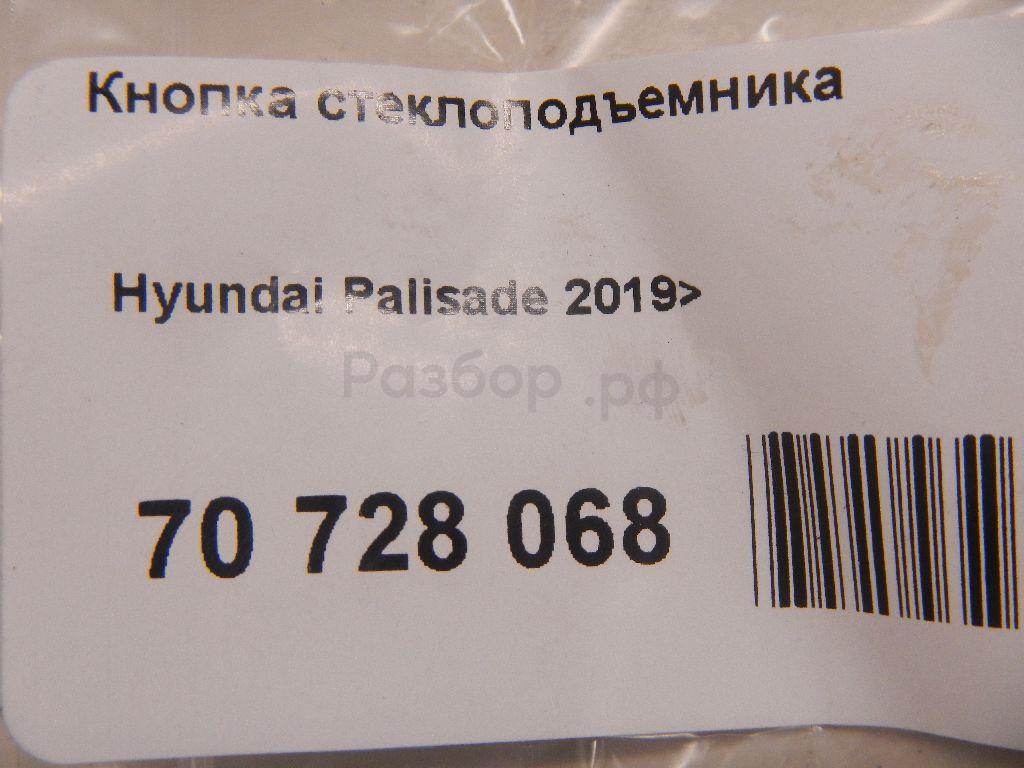 Кнопка стеклоподъемника
Hyundai Palisade 2019>
Разбор.рф
70 728 068